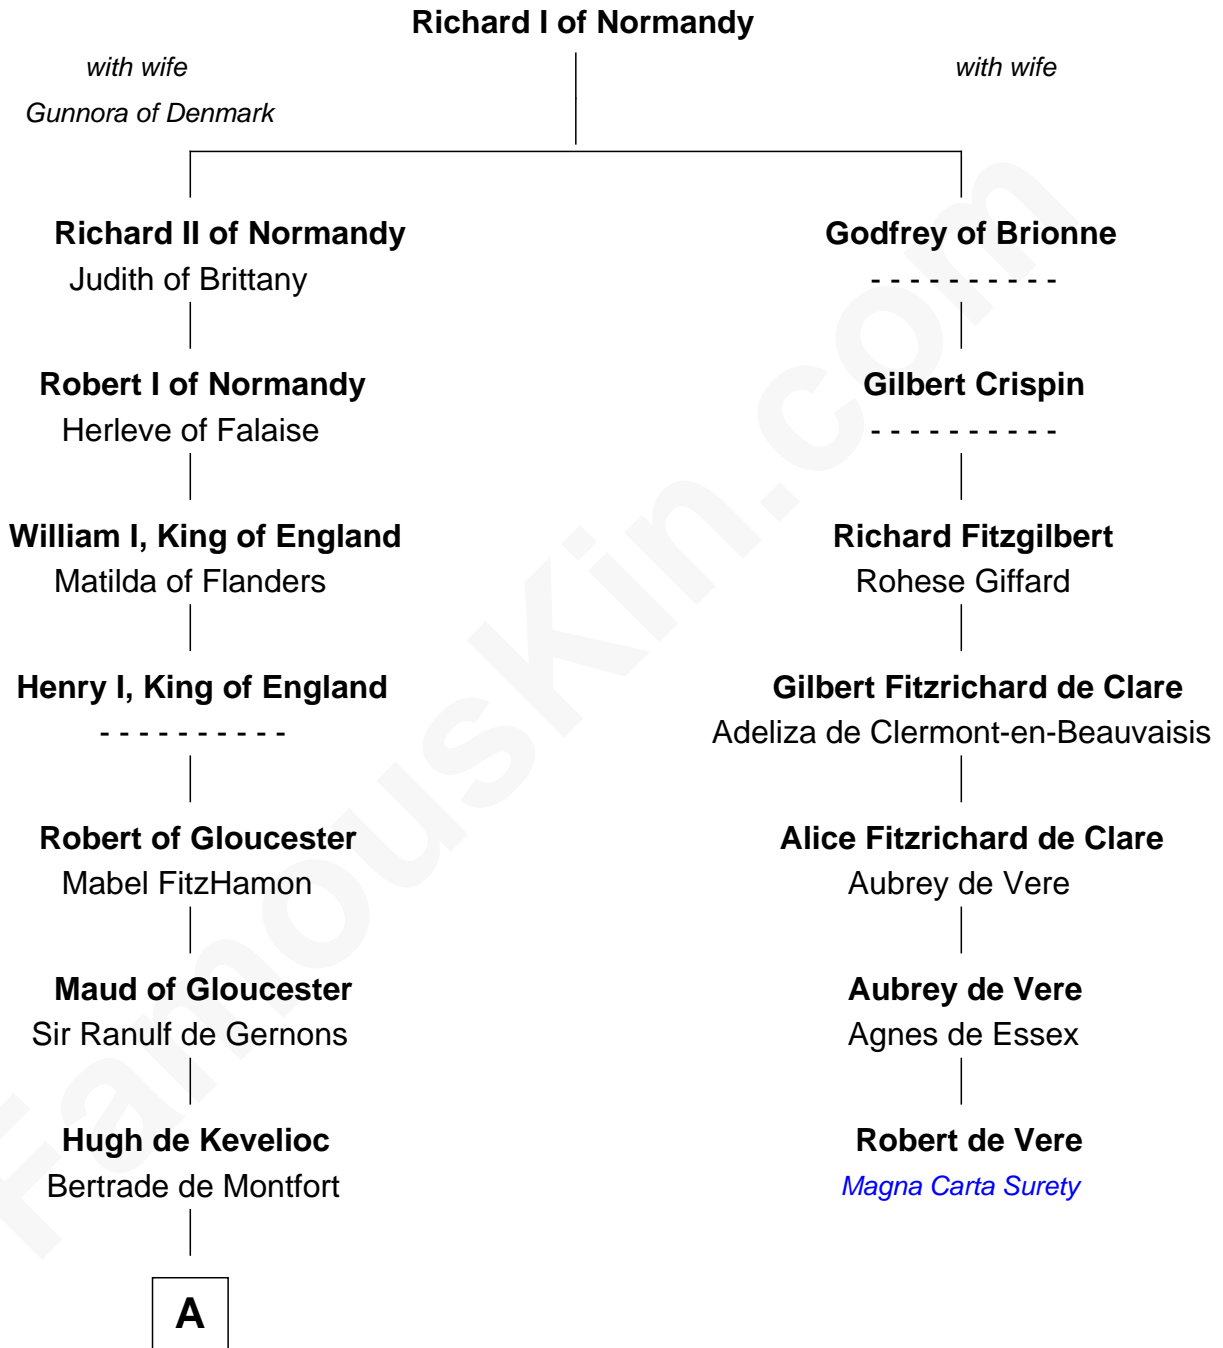 Richard I of Normandy
with wife
Gunnora of Denmark
with wife
Richard II of Normandy
Judith of Brittany
Godfrey of Brionne
- - - - - - - - - -
Robert I of Normandy
Herleve of Falaise
Gilbert Crispin
- - - - - - - - - -
William I, King of England
Matilda of Flanders
Richard Fitzgilbert
Rohese Giffard
Henry I, King of England
- - - - - - - - - -
Gilbert Fitzrichard de Clare
Adeliza de Clermont-en-Beauvaisis
Robert of Gloucester
Mabel FitzHamon
Alice Fitzrichard de Clare
Aubrey de Vere
Maud of Gloucester
Sir Ranulf de Gernons
Aubrey de Vere
Agnes de Essex
Hugh de Kevelioc
Bertrade de Montfort
Robert de Vere
Magna Carta Surety
A
FamousKin.com